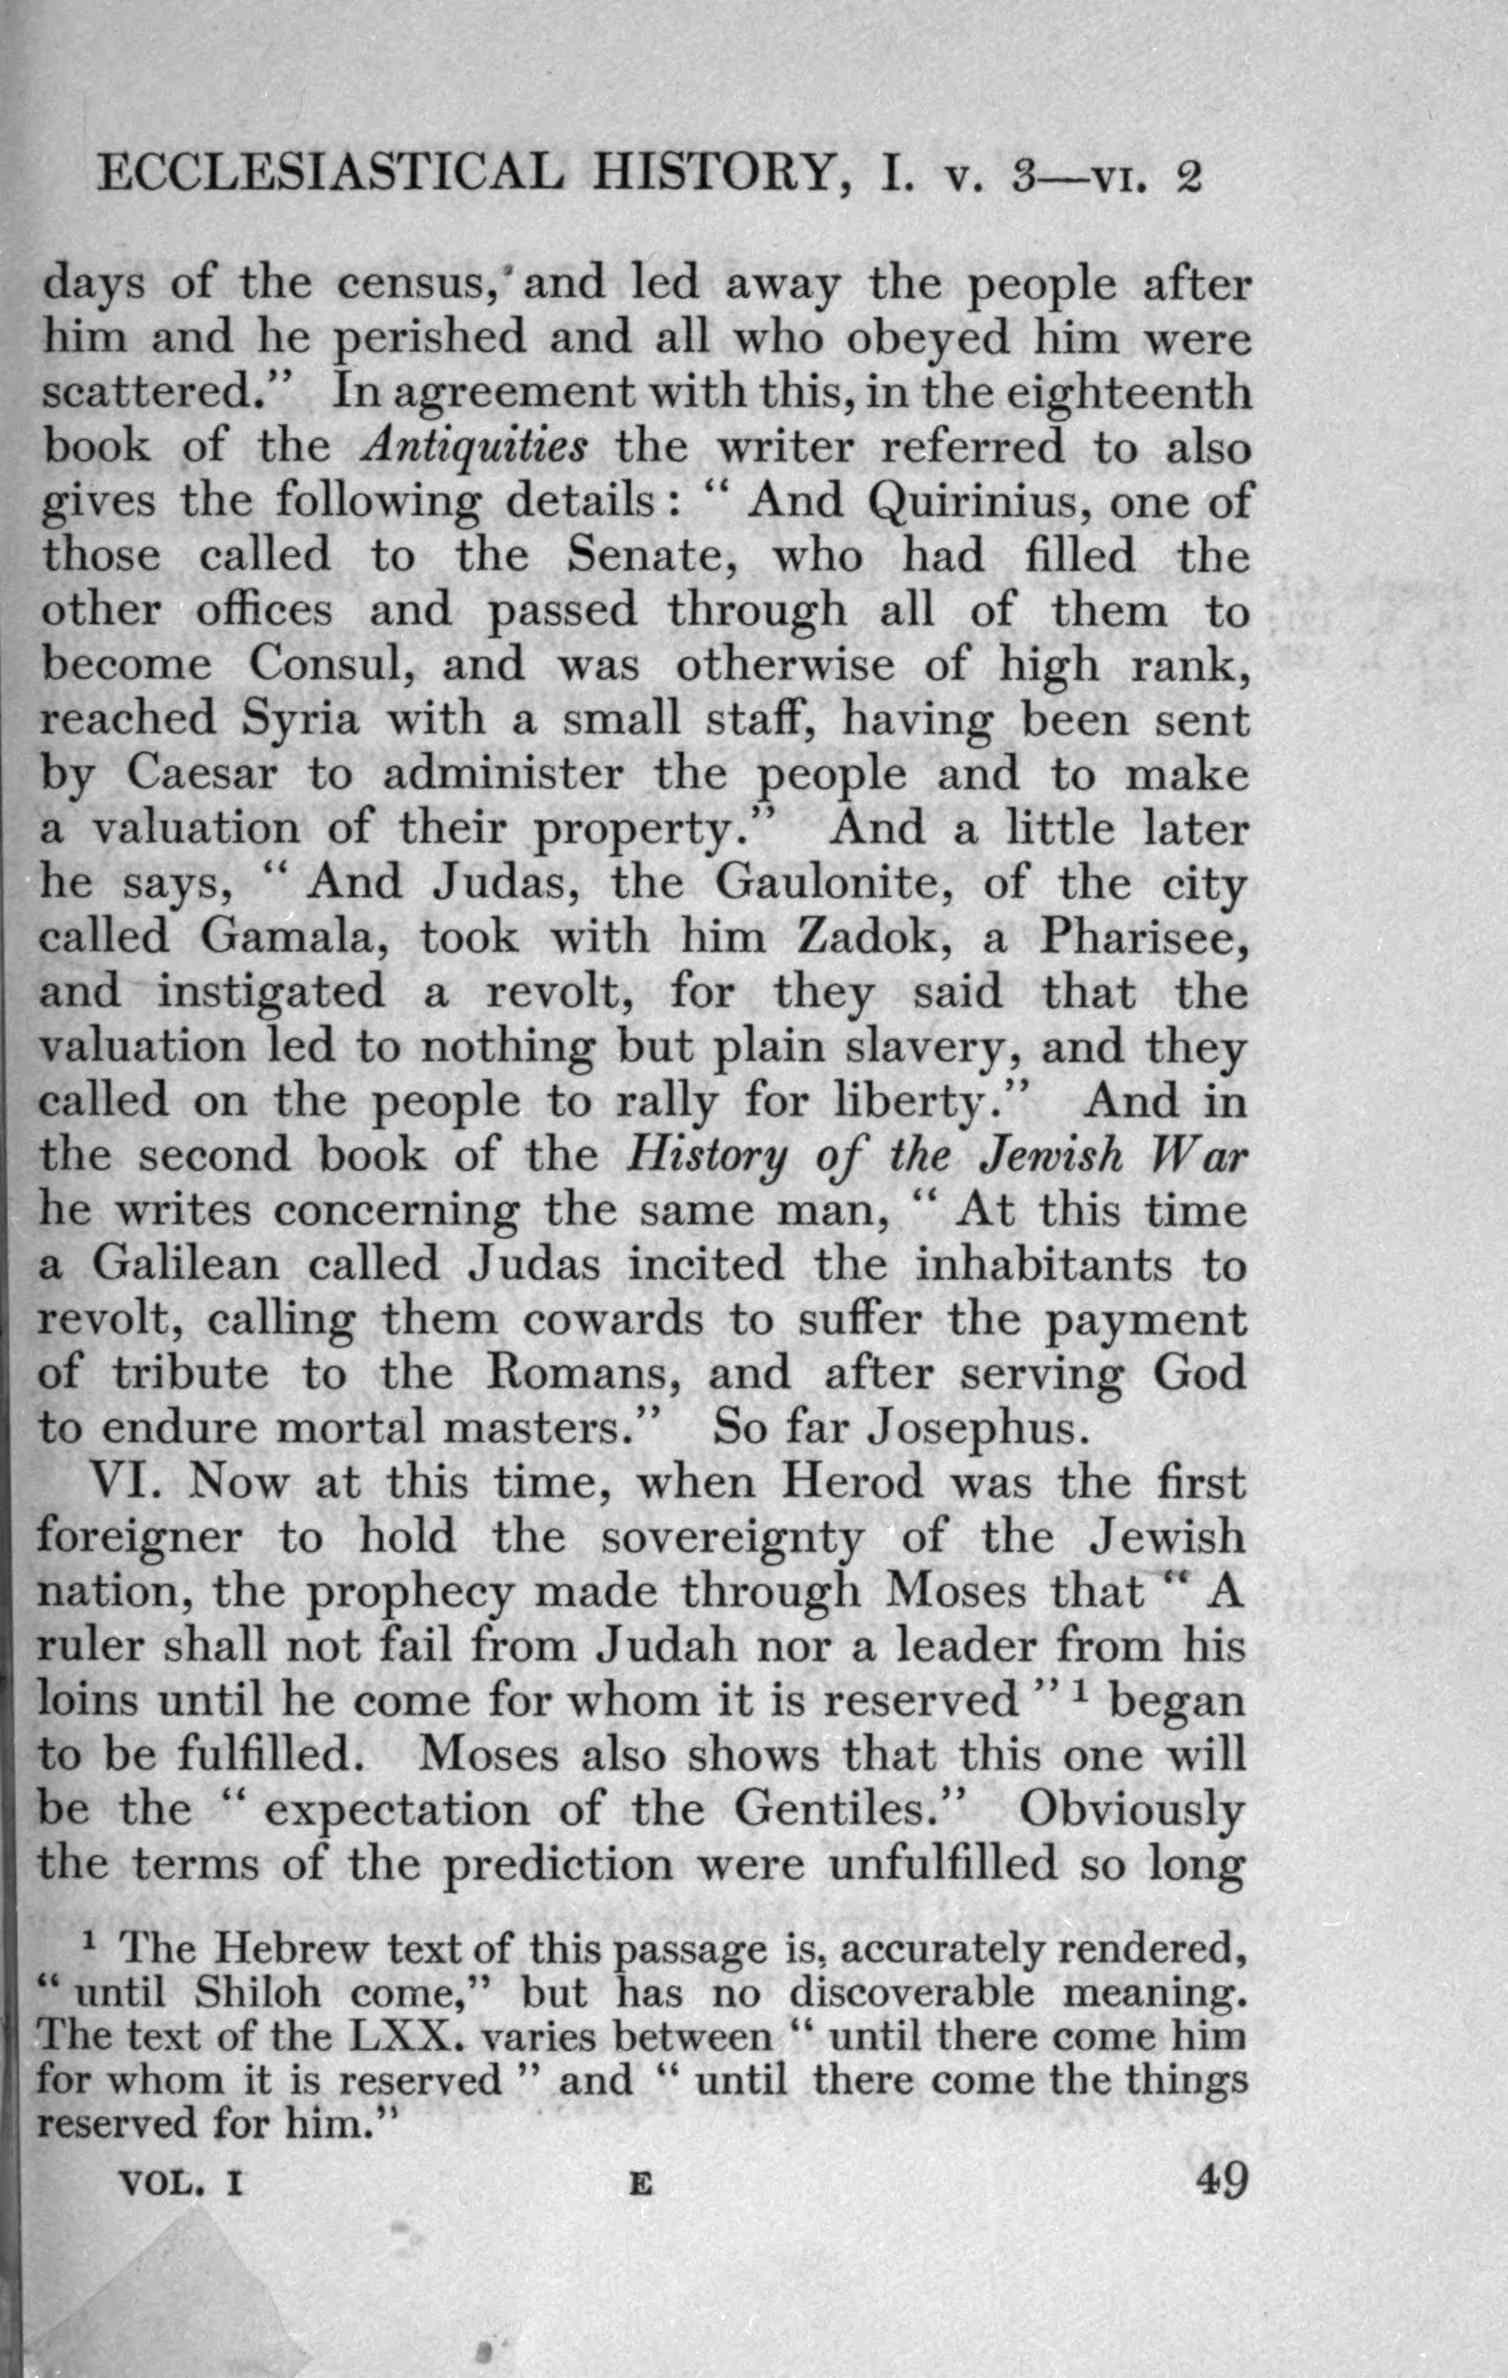 ECCLESIASTICAL HISTORY, I. v. 3—vi. 2
days of the census, and led away the people after
him and he perished and all who obeyed him were
scattered." In agreement with this, in the eighteenth
book of the Antiquities the writer referred to also
gives the following details : " And Quirinius, one of
those called to the Senate, who had filled the
other offices and passed through all of them to
become Consul, and was otherwise of high rank,
reached Syria with a small staff, having been sent
by Caesar to administer the people and to make
a valuation of their property." And a little later
he says, " And Judas, the Gaulonite, of the city
called Gamala, took with him Zadok, a Pharisee,
and instigated a revolt, for they said that the
valuation led to nothing but plain slavery, and they
called on the people to rally for liberty." And in
the second book of the History of the Jewish War
he writes concerning the same man, " At this time
a Galilean called Judas incited the inhabitants to
revolt, calling them cowards to suffer the payment
of tribute to the Romans, and after serving God
to endure mortal masters." So far Josephus.
VI. Now at this time, when Herod was the first
foreigner to hold the sovereignty of the Jewish
nation, the prophecy made through Moses that " A
ruler shall not fail from Judah nor a leader from his
loins until he come for whom it is reserved " ¹ began
to be fulfilled. Moses also shows that this one will
be the " expectation of the Gentiles." Obviously
the terms of the prediction were unfulfilled so long
¹ The Hebrew text of this passage is, accurately rendered,
" until Shiloh come," but has no discoverable meaning.
The text of the LXX. varies between " until there come him
for whom it is reserved " and " until there come the things
reserved for him."
VOL. I E 49